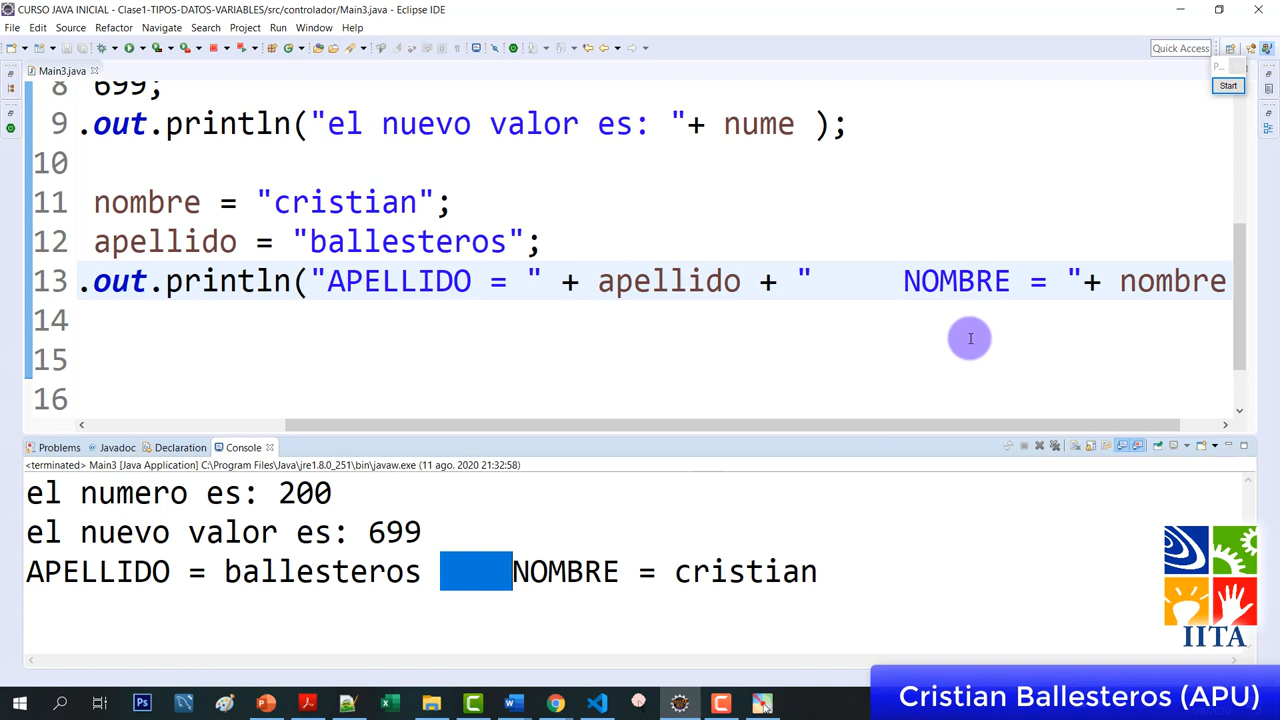 CURSO JAVA INICIAL - Clase1-TIPOS-DATOS-VARIABLES/src/controlador/Main3.java - Eclipse IDE
File Edit Source Refactor Navigate Search Project Run Window Help
Quick Access
Main3.java
P...
Start
8 699;
9 .out.println("el nuevo valor es: "+ nume );
10
11 nombre = "cristian";
12 apellido = "ballesteros";
13 .out.println("APELLIDO = " + apellido + "     NOMBRE = "+ nombre
14
15
16
Problems Javadoc Declaration Console
<terminated> Main3 [Java Application] C:\Program Files\Java\jre1.8.0_251\bin\javaw.exe (11 ago. 2020 21:32:58)
el numero es: 200
el nuevo valor es: 699
APELLIDO = ballesteros     NOMBRE = cristian
IITA
Cristian Ballesteros (APU)